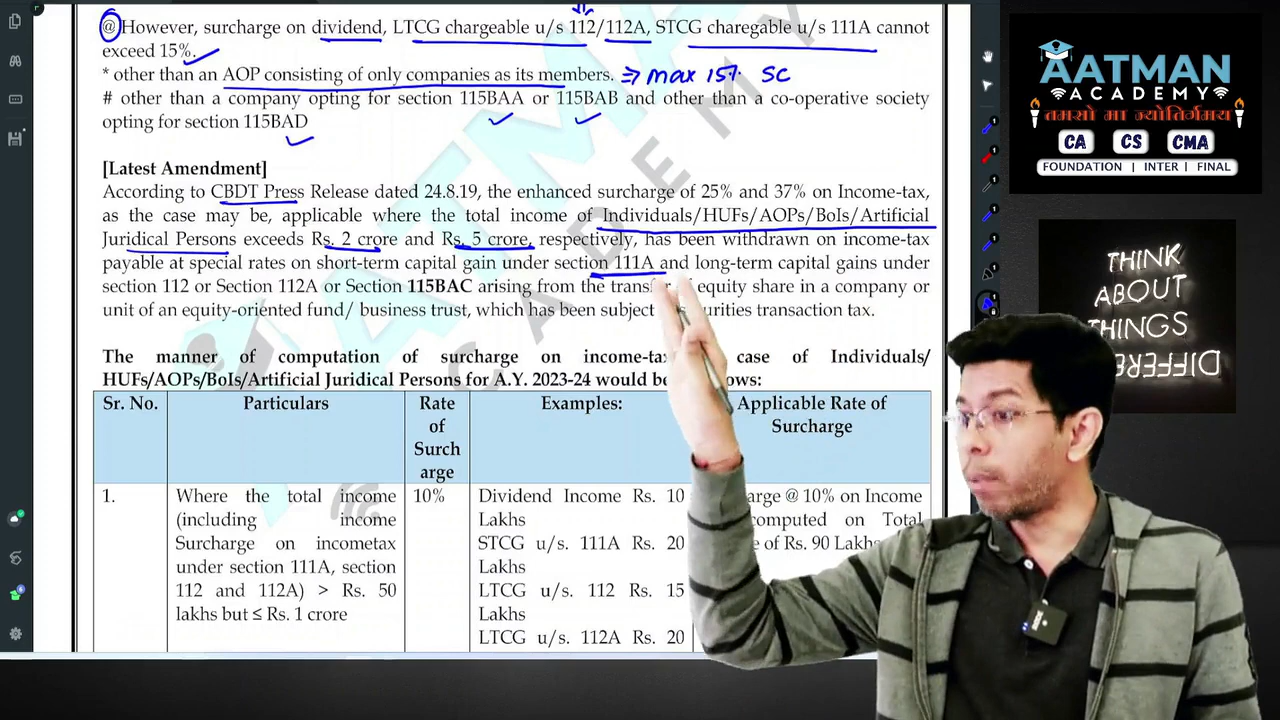 @ However, surcharge on dividend, LTCG chargeable u/s 112/112A, STCG charegable u/s 111A cannot
exceed 15%.
* other than an AOP consisting of only companies as its members. ⇒ max 15% SC
# other than a company opting for section 115BAA or 115BAB and other than a co-operative society
opting for section 115BAD
[Latest Amendment]
According to CBDT Press Release dated 24.8.19, the enhanced surcharge of 25% and 37% on Income-tax,
as the case may be, applicable where the total income of Individuals/HUFs/AOPs/BoIs/Artificial
Juridical Persons exceeds Rs. 2 crore and Rs. 5 crore, respectively, has been withdrawn on income-tax
payable at special rates on short-term capital gain under section 111A and long-term capital gains under
section 112 or Section 112A or Section 115BAC arising from the transfer of equity share in a company or
unit of an equity-oriented fund/ business trust, which has been subject securities transaction tax.
The manner of computation of surcharge on income-tax case of Individuals/
HUFs/AOPs/BoIs/Artificial Juridical Persons for A.Y. 2023-24 would be
Sr. No.
Particulars
Rate
of
Surch
arge
Examples:
Applicable Rate of
Surcharge
1.
Where the total income
(including income
Surcharge on incometax
under section 111A, section
112 and 112A) > Rs. 50
lakhs but ≤ Rs. 1 crore
10%
Dividend Income Rs. 10
Lakhs
STCG u/s. 111A Rs. 20
Lakhs
LTCG u/s. 112 Rs. 15
Lakhs
LTCG u/s. 112A Rs. 20
@ 10% on Income
computed on Total
of Rs. 90 Lakhs
AATMAN
ACADEMY
तमसो मा ज्योतिर्गमय
CA CS CMA
FOUNDATION | INTER | FINAL
THINK
ABOUT
THINGS
DIFFERE